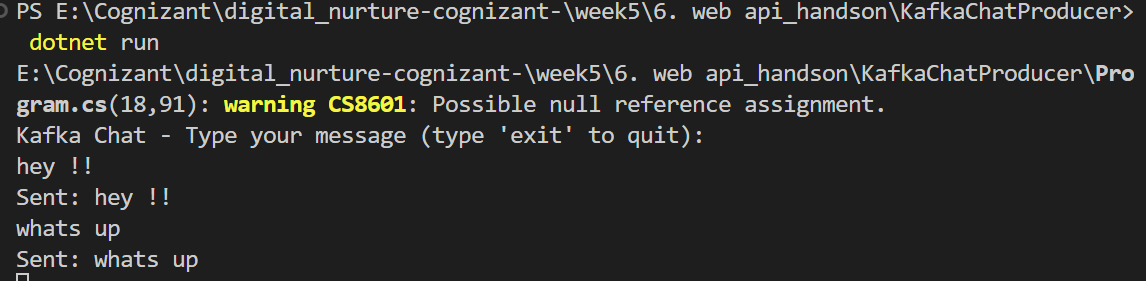 PS E:\Cognizant\digital_nurture-cognizant-\week5\6. web api_handson\KafkaChatProducer>
dotnet run
E:\Cognizant\digital_nurture-cognizant-\week5\6. web api_handson\KafkaChatProducer\Pro
gram.cs(18,91): warning CS8601: Possible null reference assignment.
Kafka Chat - Type your message (type 'exit' to quit):
hey !!
Sent: hey !!
whats up
Sent: whats up